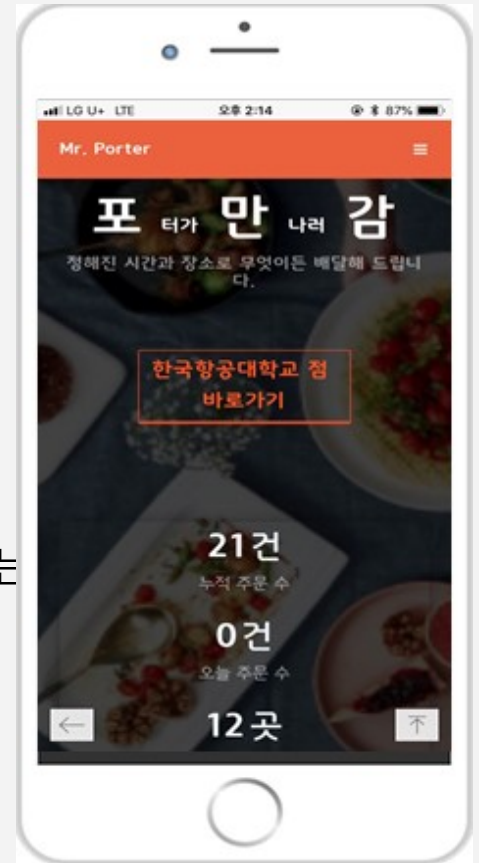 LG U+ LTE 오후 2:14 87%
Mr. Porter
포 터가 만 나러 감
정해진 시간과 장소로 무엇이든 배달해 드립니
다.
한국항공대학교 점
바로가기
21건
누적 주문 수
는
0건
오늘 주문 수
12곳